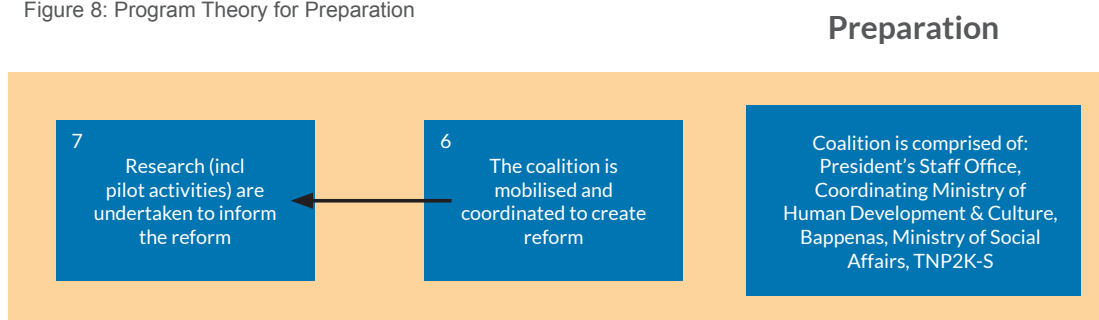 Figure 8: Program Theory for Preparation
Preparation
7
Research (incl
pilot activities) are
undertaken to inform
the reform
6
The coalition is
mobilised and
coordinated to create
reform
Coalition is comprised of:
President’s Staff Office,
Coordinating Ministry of
Human Development & Culture,
Bappenas, Ministry of Social
Affairs, TNP2K-S